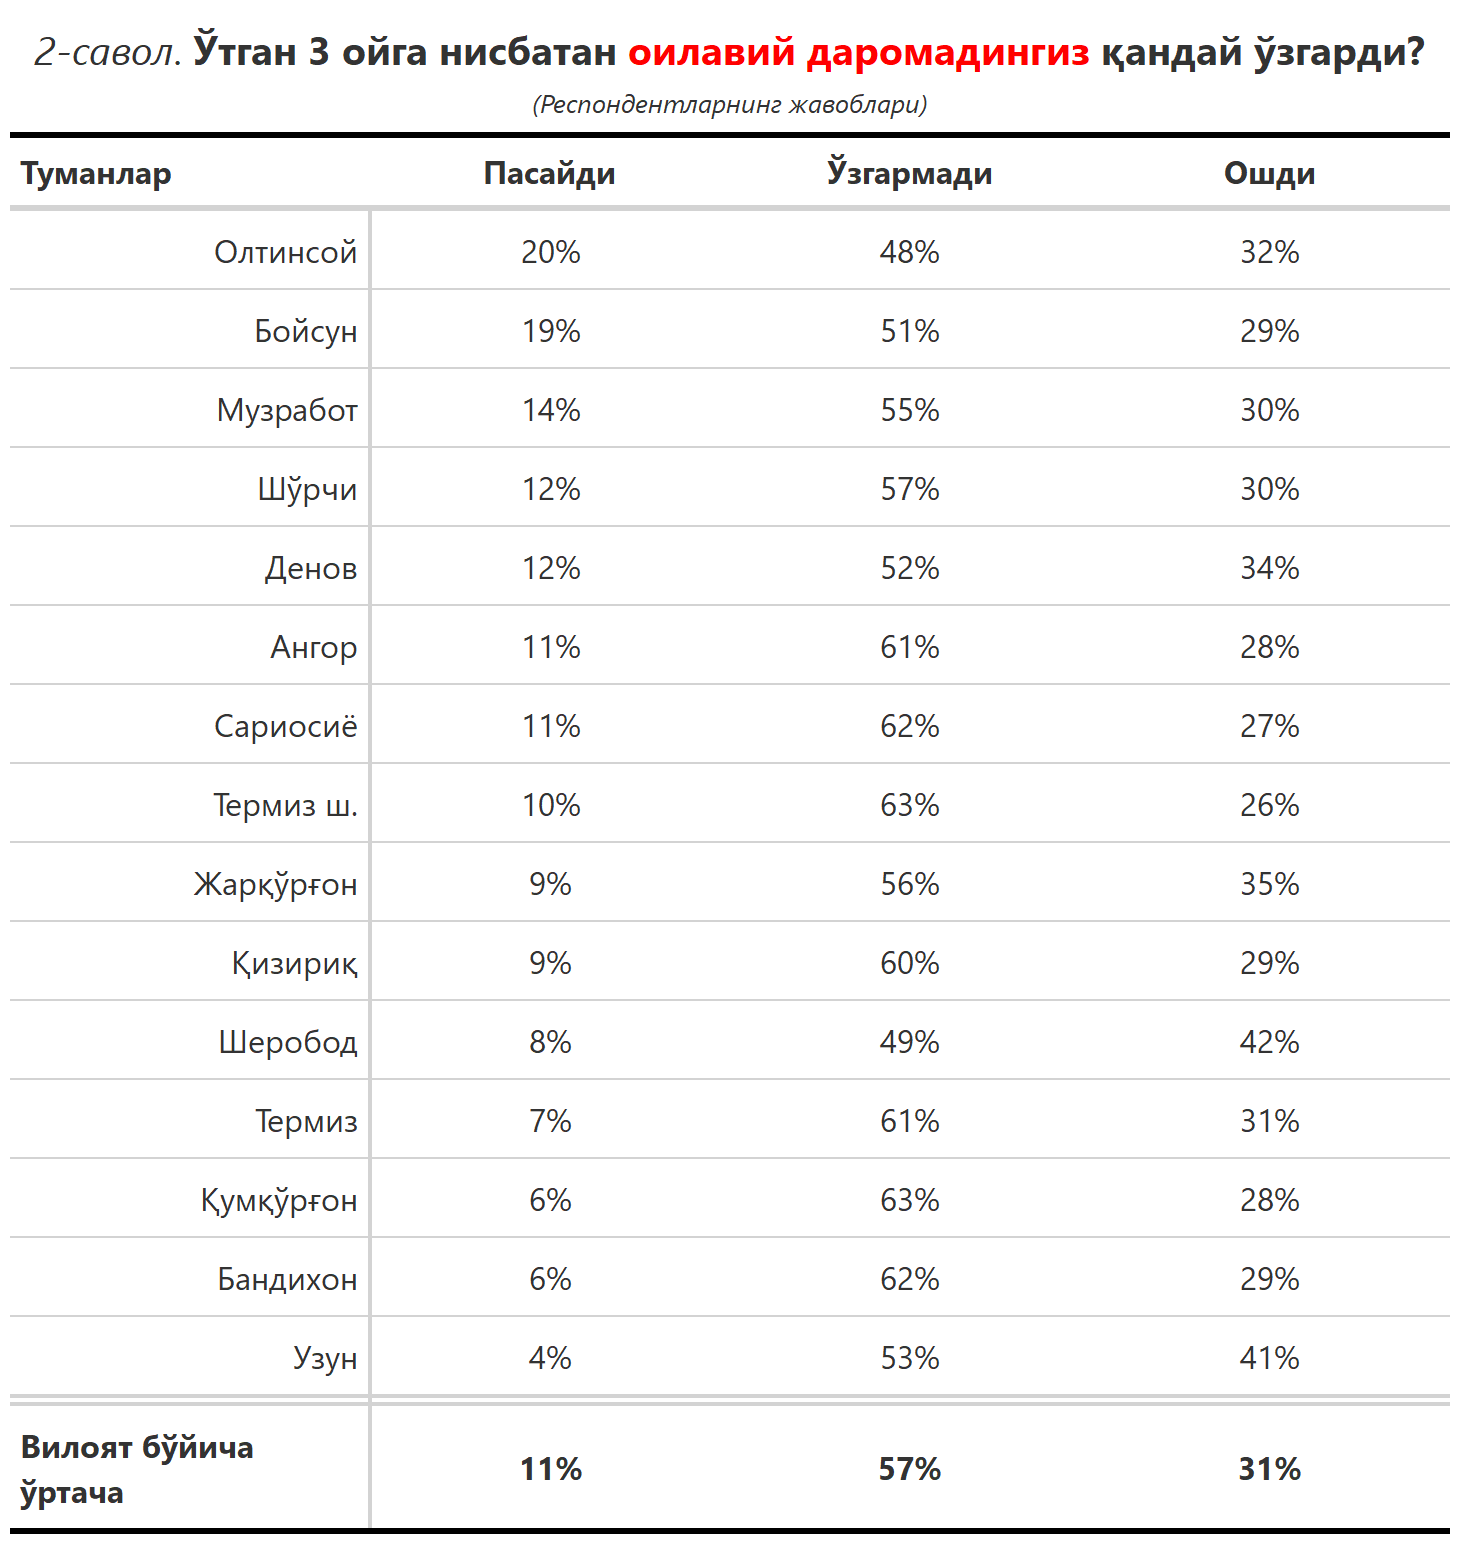 2-савол. Ўтган 3 ойга нисбатан оилавий даромадингиз қандай ўзгарди?
(Респондентларнинг жавоблари)
Туманлар Пасайди Ўзгармади Ошди
Олтинсой 20% 48% 32%
Бойсун 19% 51% 29%
Музработ 14% 55% 30%
Шўрчи 12% 57% 30%
Денов 12% 52% 34%
Ангор 11% 61% 28%
Сариосиё 11% 62% 27%
Термиз ш. 10% 63% 26%
Жарқўрғон 9% 56% 35%
Қизириқ 9% 60% 29%
Шеробод 8% 49% 42%
Термиз 7% 61% 31%
Қумқўрғон 6% 63% 28%
Бандихон 6% 62% 29%
Узун 4% 53% 41%
Вилоят бўйича
ўртача 11% 57% 31%